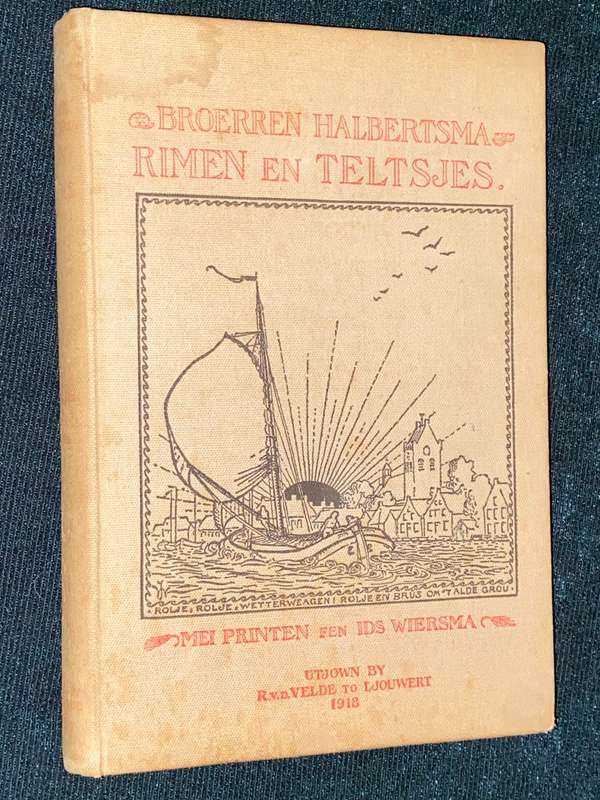 BROERREN HALBERTSMA
RIMEN EN TELTSJES.
ROLJE, ROLJE, WETTERWEAGEN! ROLJE EN BRUS OM 'T ALDE GROU.
MEI PRINTEN FEN IDS WIERSMA
UTJOWN BY
R.v.d.VELDE TO LJOUWERT
1918